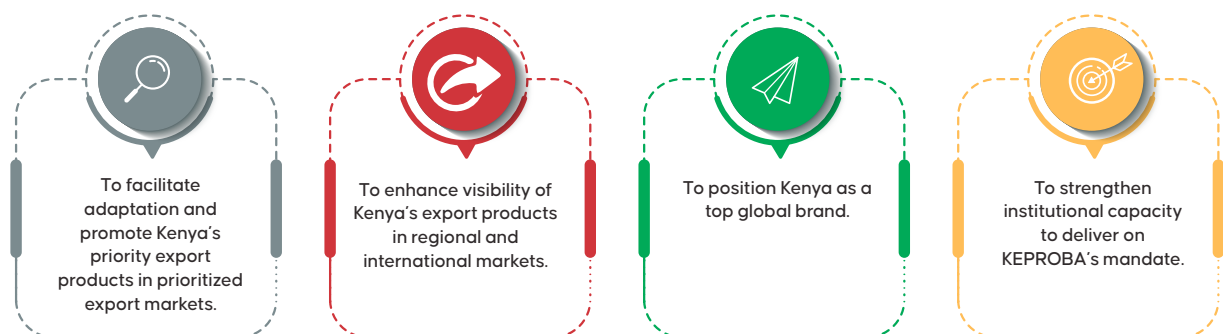 To facilitate
adaptation and
promote Kenya's
priority export
products in prioritized
export markets.
To enhance visibility of
Kenya's export products
in regional and
international markets.
To position Kenya as a
top global brand.
To strengthen
institutional capacity
to deliver on
KEPROBA's mandate.